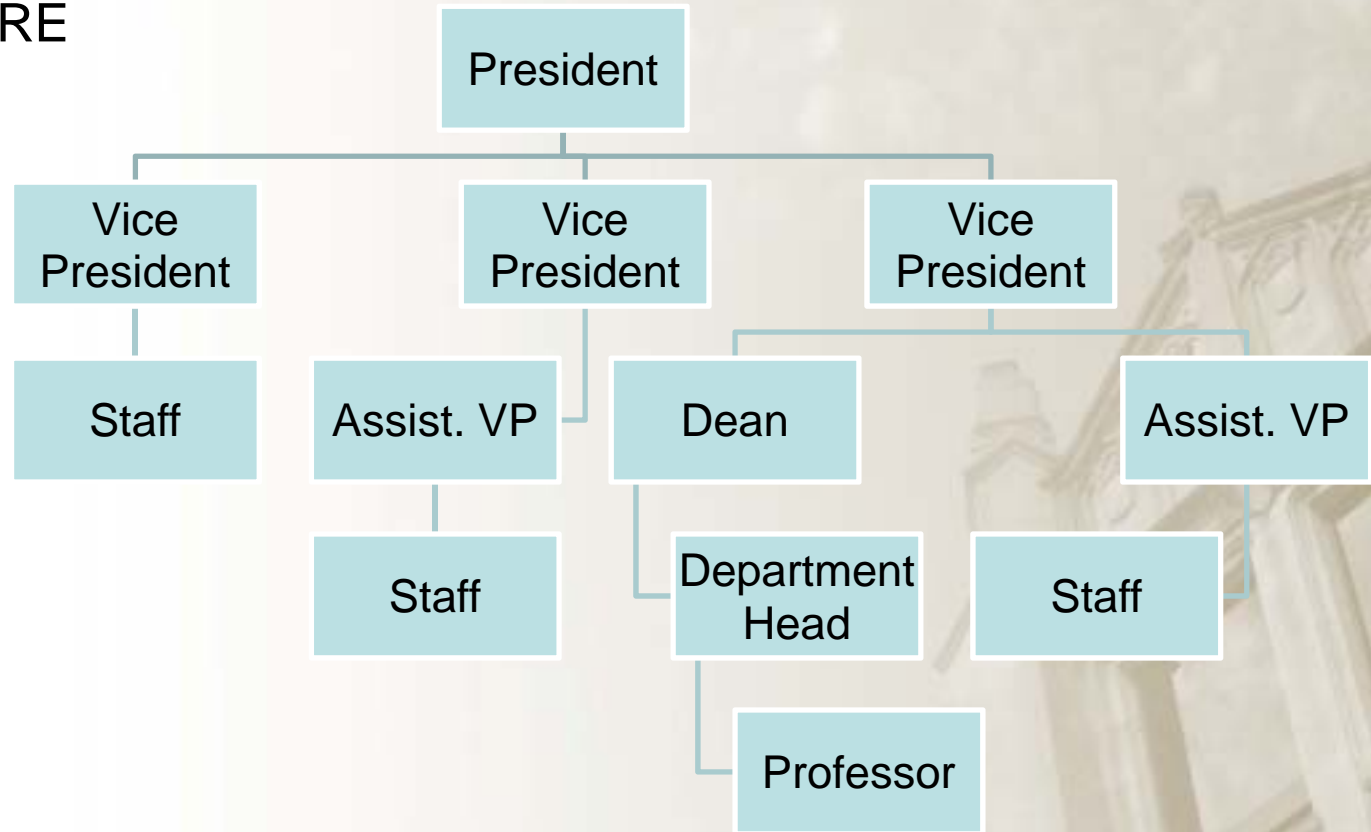 RE
President
Vice
President
Vice
President
Vice
President
Staff
Assist. VP
Dean
Assist. VP
Staff
Department
Head
Staff
Professor